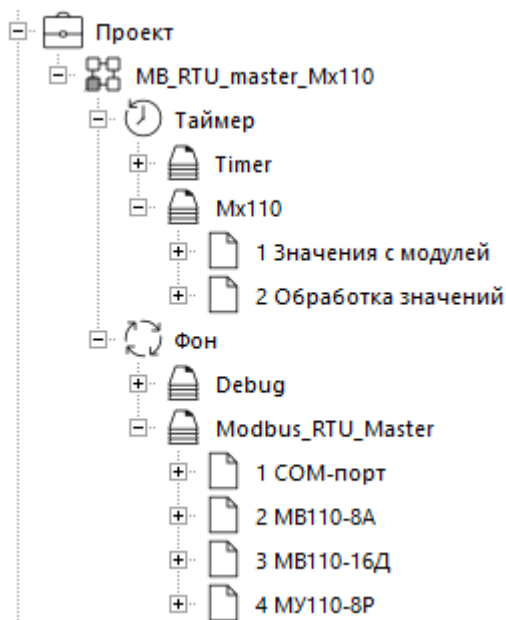 Проект
MB_RTU_master_Mx110
Таймер
Timer
Mx110
1 Значения с модулей
2 Обработка значений
Фон
Debug
Modbus_RTU_Master
1 COM-порт
2 МВ110-8А
3 МВ110-16Д
4 МУ110-8Р